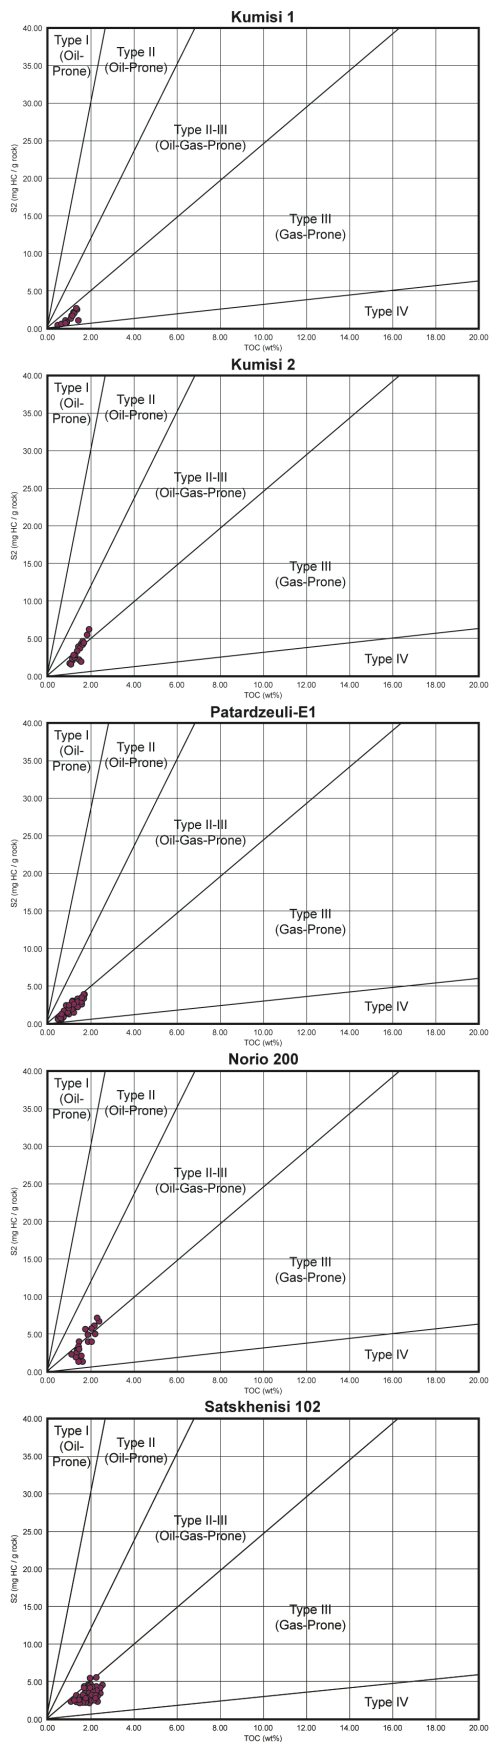 Kumisi 1
40.00
Type I
(Oil-
Prone)
Type II
(Oil-Prone)
35.00
30.00
Type II-III
(Oil-Gas-Prone)
25.00
S2 (mg HC / g rock)
20.00
15.00
Type III
(Gas-Prone)
10.00
5.00
Type IV
0.00
0.00 2.00 4.00 6.00 8.00 10.00 12.00 14.00 16.00 18.00 20.00
TOC (wt%)
Kumisi 2
40.00
Type I
(Oil-
Prone)
Type II
(Oil-Prone)
35.00
30.00
Type II-III
(Oil-Gas-Prone)
25.00
S2 (mg HC / g rock)
20.00
15.00
Type III
(Gas-Prone)
10.00
5.00
Type IV
0.00
0.00 2.00 4.00 6.00 8.00 10.00 12.00 14.00 16.00 18.00 20.00
TOC (wt%)
Patardzeuli-E1
40.00
Type I
(Oil-
Prone)
Type II
(Oil-Prone)
35.00
30.00
Type II-III
(Oil-Gas-Prone)
25.00
S2 (mg HC / g rock)
20.00
15.00
Type III
(Gas-Prone)
10.00
5.00
Type IV
0.00
0.00 2.00 4.00 6.00 8.00 10.00 12.00 14.00 16.00 18.00 20.00
TOC (wt%)
Norio 200
40.00
Type I
(Oil-
Prone)
Type II
(Oil-Prone)
35.00
30.00
Type II-III
(Oil-Gas-Prone)
25.00
S2 (mg HC / g rock)
20.00
15.00
Type III
(Gas-Prone)
10.00
5.00
Type IV
0.00
0.00 2.00 4.00 6.00 8.00 10.00 12.00 14.00 16.00 18.00 20.00
TOC (wt%)
Satskhenisi 102
40.00
Type I
(Oil-
Prone)
Type II
(Oil-Prone)
35.00
30.00
Type II-III
(Oil-Gas-Prone)
25.00
S2 (mg HC / g rock)
20.00
15.00
Type III
(Gas-Prone)
10.00
5.00
Type IV
0.00
0.00 2.00 4.00 6.00 8.00 10.00 12.00 14.00 16.00 18.00 20.00
TOC (wt%)